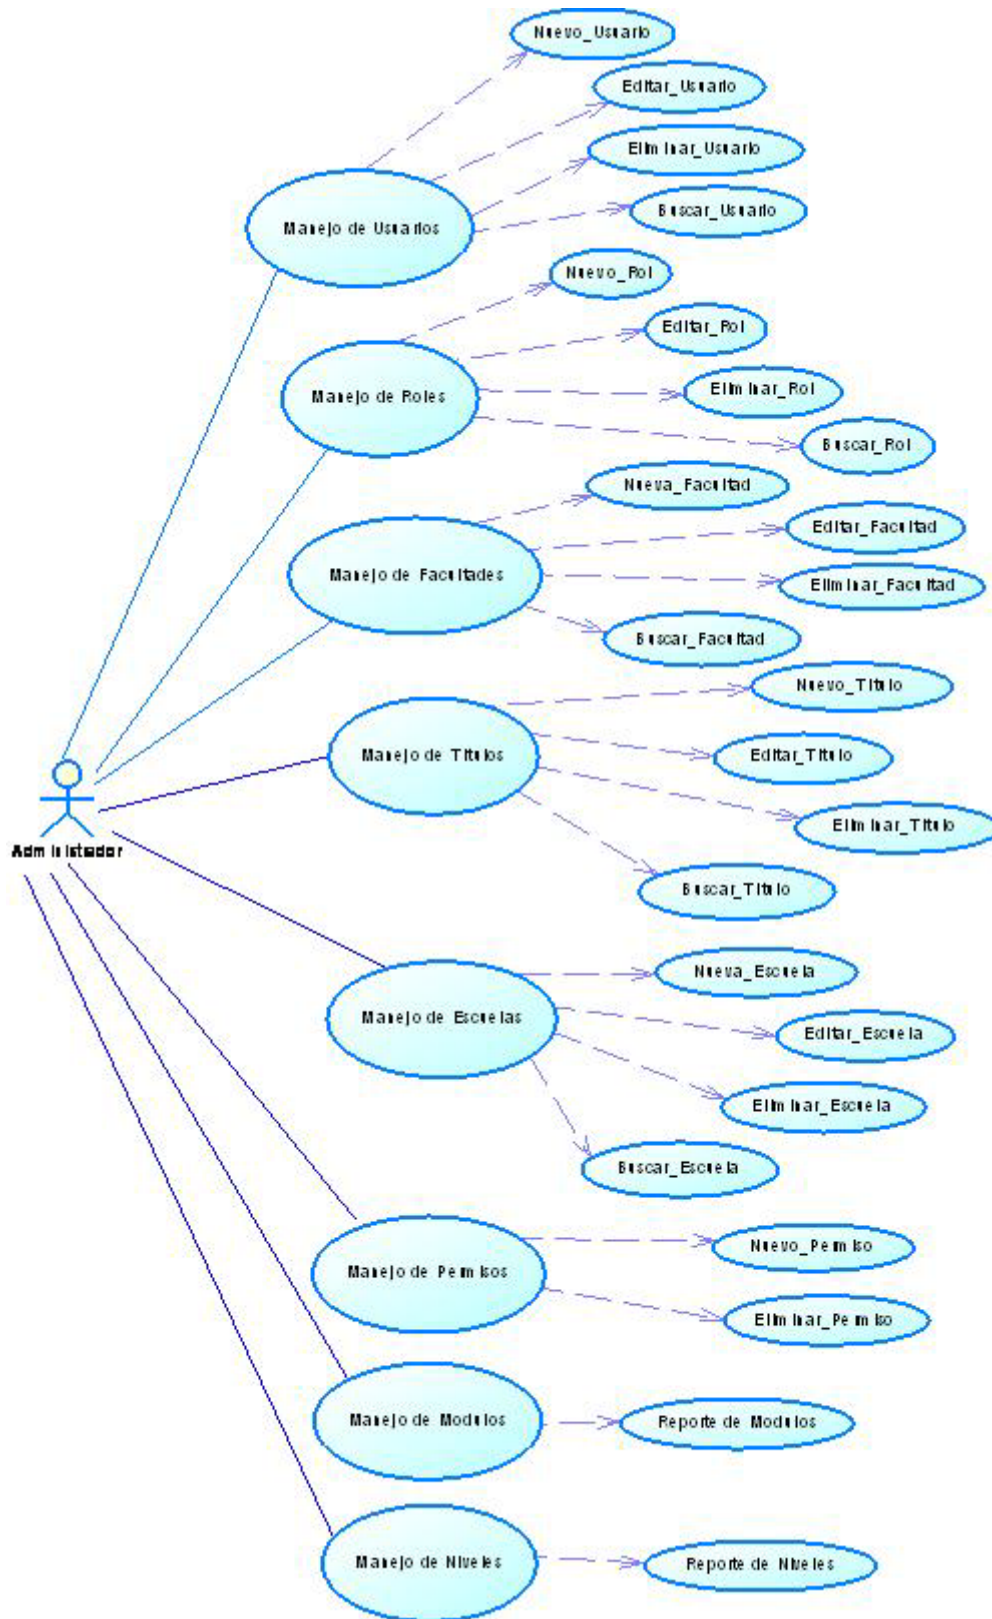 Nuevo_Usuario
Editar_Usuario
Eliminar_Usuario
Buscar_Usuario
Manejo de Usuarios
Nuevo_Rol
Editar_Rol
Eliminar_Rol
Manejo de Roles
Buscar_Rol
Nueva_Facultad
Editar_Facultad
Manejo de Facultades
Eliminar_Facultad
Buscar_Facultad
Nuevo_Titulo
Manejo de Titulos
Editar_Titulo
Eliminar_Titulo
Administrador
Buscar_Titulo
Nueva_Escuela
Manejo de Escuelas
Editar_Escuela
Eliminar_Escuela
Buscar_Escuela
Nuevo_Permiso
Manejo de Permisos
Eliminar_Permiso
Manejo de Modulos
Reporte de Modulos
Manejo de Niveles
Reporte de Niveles